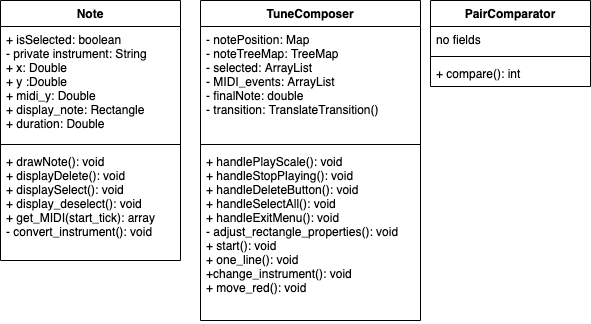 Note
+ isSelected: boolean
- private instrument: String
+ x: Double
+ y :Double
+ midi_y: Double
+ display_note: Rectangle
+ duration: Double
+ drawNote(): void
+ displayDelete(): void
+ displaySelect(): void
+ display_deselect(): void
+ get_MIDI(start_tick): array
- convert_instrument(): void
TuneComposer
- notePosition: Map
- noteTreeMap: TreeMap
- selected: ArrayList
- MIDI_events: ArrayList
- finalNote: double
- transition: TranslateTransition()
+ handlePlayScale(): void
+ handleStopPlaying(): void
+ handleDeleteButton(): void
+ handleSelectAll(): void
+ handleExitMenu(): void
- adjust_rectangle_properties(): void
+ start(): void
+ one_line(): void
+change_instrument(): void
+ move_red(): void
PairComparator
no fields
+ compare(): int